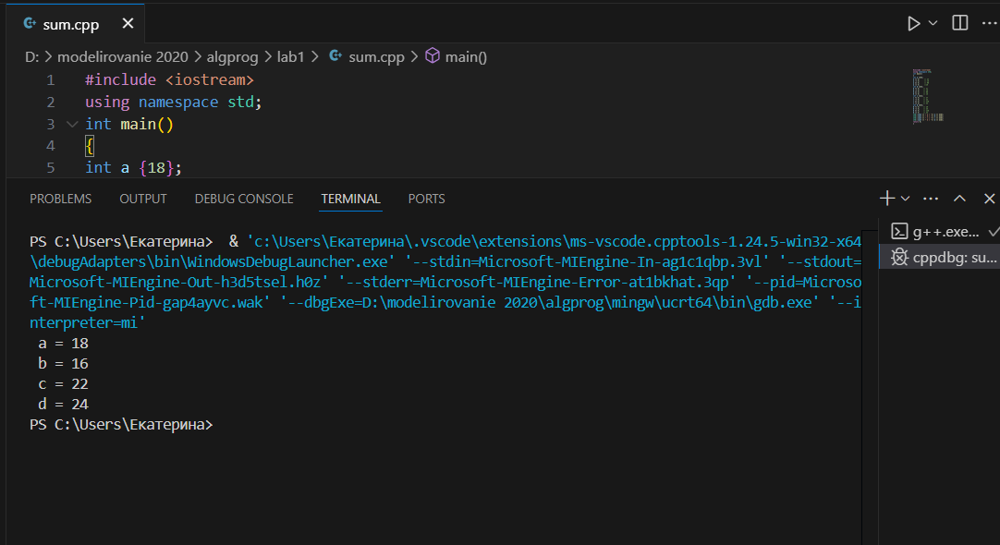 sum.cpp
D: > modelirovanie 2020 > algprog > lab1 > sum.cpp > main()
1 #include <iostream>
2 using namespace std;
3 int main()
4 {
5 int a {18};
PROBLEMS OUTPUT DEBUG CONSOLE TERMINAL PORTS
PS C:\Users\Екатерина>  & 'c:\Users\Екатерина\.vscode\extensions\ms-vscode.cpptools-1.24.5-win32-x64
\debugAdapters\bin\WindowsDebugLauncher.exe' '--stdin=Microsoft-MIEngine-In-ag1c1qbp.3vl' '--stdout=
Microsoft-MIEngine-Out-h3d5tsel.h0z' '--stderr=Microsoft-MIEngine-Error-at1bkhat.3qp' '--pid=Microso
ft-MIEngine-Pid-gap4ayvc.wak' '--dbgExe=D:\modelirovanie 2020\algprog\mingw\ucrt64\bin\gdb.exe' '--i
nterpreter=mi'
a = 18
b = 16
c = 22
d = 24
PS C:\Users\Екатерина>
g++.exe...
cppdbg: su...